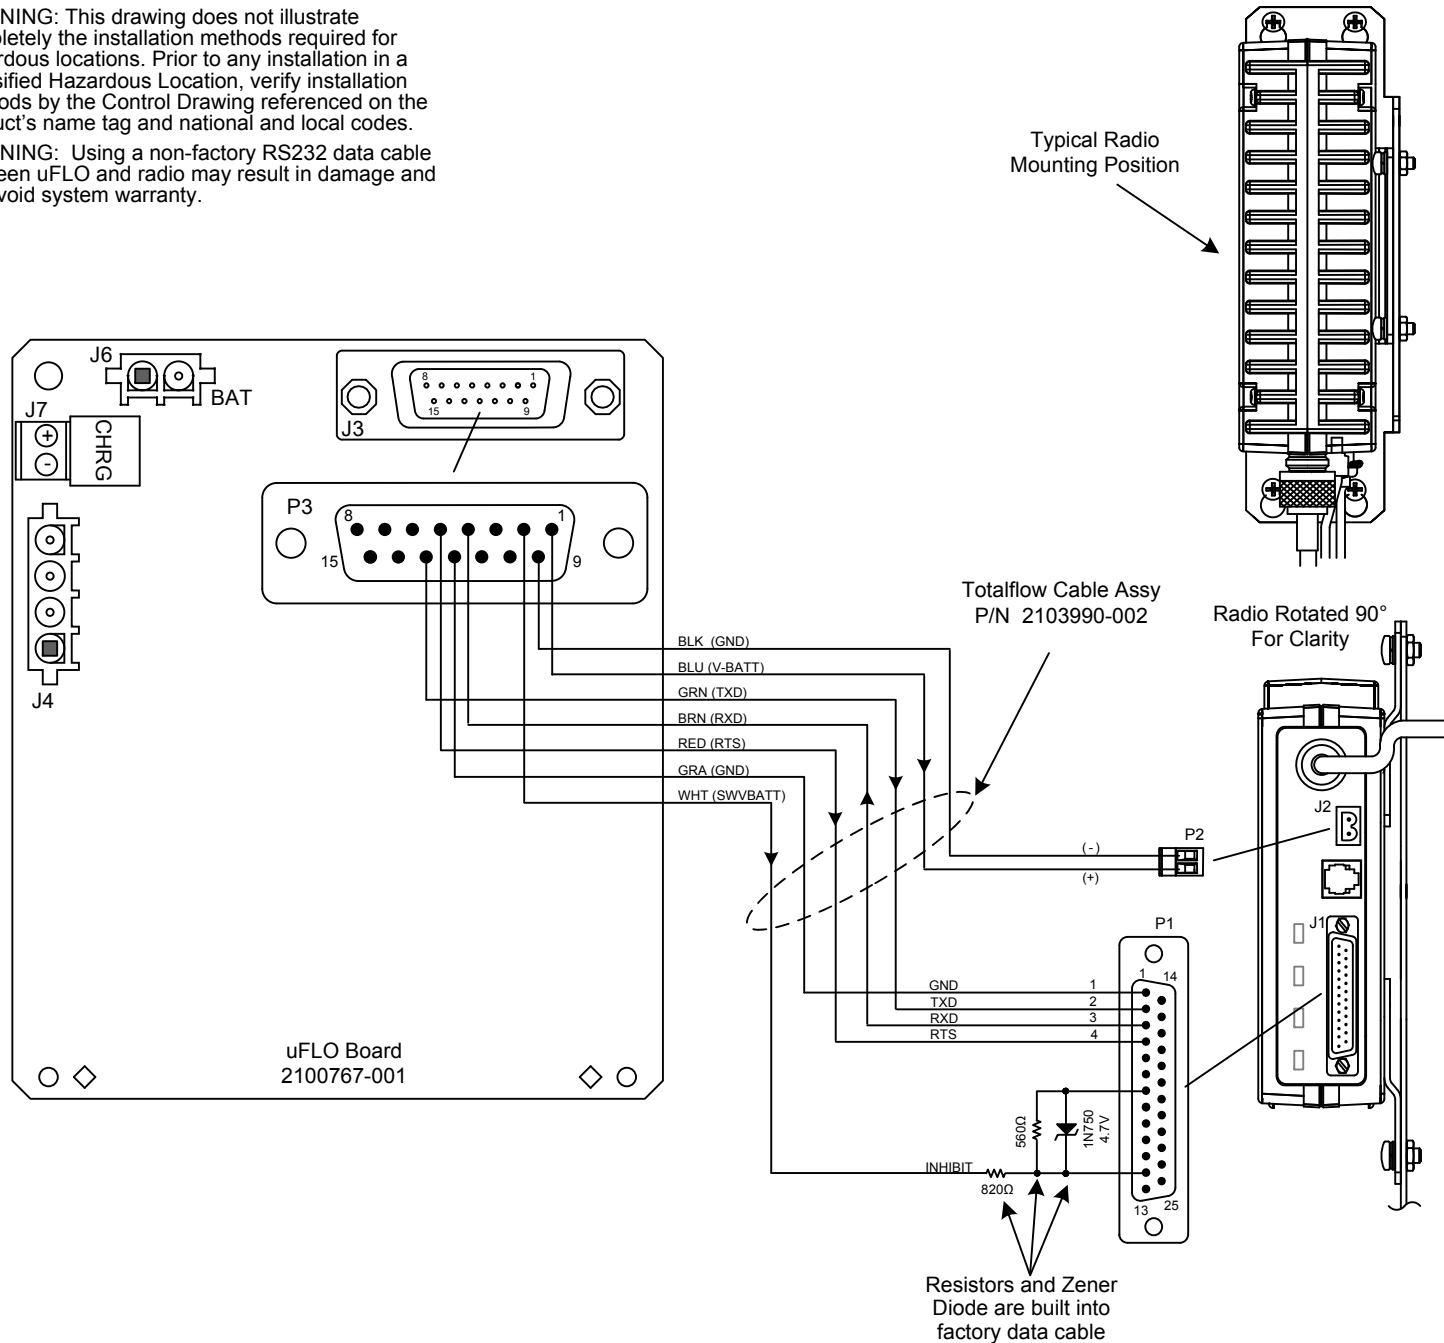 NING: This drawing does not illustrate
pletely the installation methods required for
rdous locations. Prior to any installation in a
sified Hazardous Location, verify installation
ods by the Control Drawing referenced on the
uct's name tag and national and local codes.
NING: Using a non-factory RS232 data cable
een uFLO and radio may result in damage and
void system warranty.
Typical Radio
Mounting Position
J6
BAT
J7
+
-
CHRG
J4
8
1
15
9
J3
P3
8
1
15
9
Totalflow Cable Assy
P/N 2103990-002
Radio Rotated 90°
For Clarity
BLK (GND)
BLU (V-BATT)
GRN (TXD)
BRN (RXD)
RED (RTS)
GRA (GND)
WHT (SWVBATT)
J2
P2
(-)
(+)
J1
P1
1
14
GND 1
TXD 2
RXD 3
RTS 4
560Ω
1N750
4.7V
INHIBIT
820Ω
13
25
uFLO Board
2100767-001
Resistors and Zener
Diode are built into
factory data cable